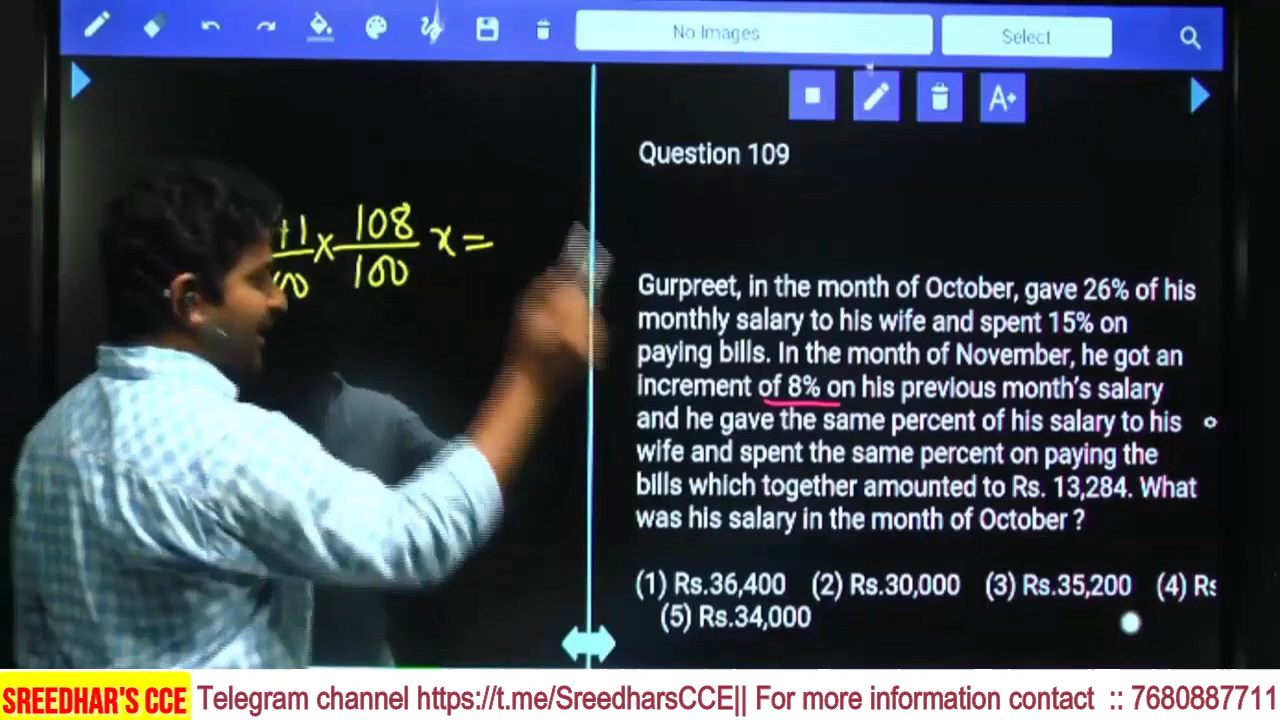 No Images
Select
A+
Question 109
11 × 108 x =
100
Gurpreet, in the month of October, gave 26% of his
monthly salary to his wife and spent 15% on
paying bills. In the month of November, he got an
increment of 8% on his previous month's salary
and he gave the same percent of his salary to his
wife and spent the same percent on paying the
bills which together amounted to Rs. 13,284. What
was his salary in the month of October ?
(1) Rs.36,400 (2) Rs.30,000 (3) Rs.35,200 (4) Rs
(5) Rs.34,000
SREEDHAR'S CCE Telegram channel https://t.me/SreedharsCCE|| For more information contact :: 7680887711